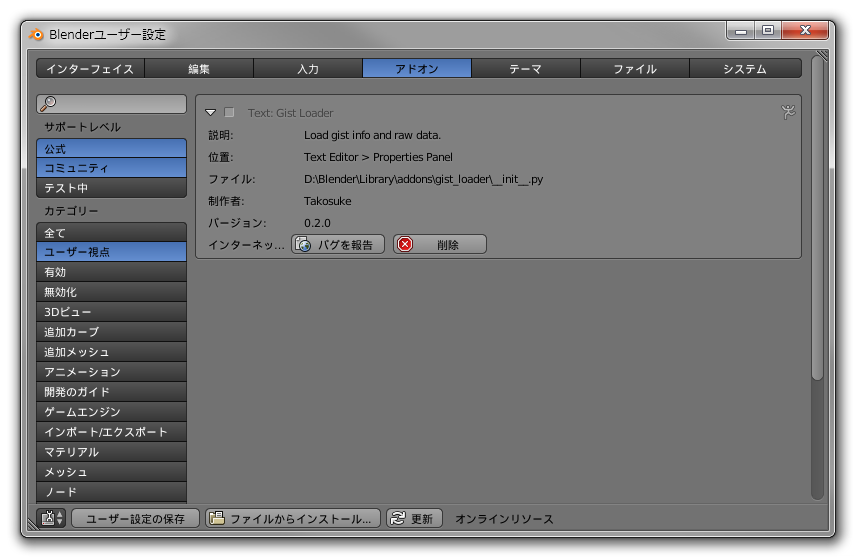 Blenderユーザー設定
インターフェイス 編集 入力 アドオン テーマ ファイル システム
サポートレベル
公式
コミュニティ
テスト中
カテゴリー
全て
ユーザー視点
有効
無効化
3Dビュー
追加カーブ
追加メッシュ
アニメーション
開発のガイド
ゲームエンジン
インポート/エクスポート
マテリアル
メッシュ
ノード
Text: Gist Loader
説明: Load gist info and raw data.
位置: Text Editor > Properties Panel
ファイル: D:\Blender\Library\addons\gist_loader\__init__.py
制作者: Takosuke
バージョン: 0.2.0
インターネッ... バグを報告 削除
ユーザー設定の保存 ファイルからインストール... 更新 オンラインリソース